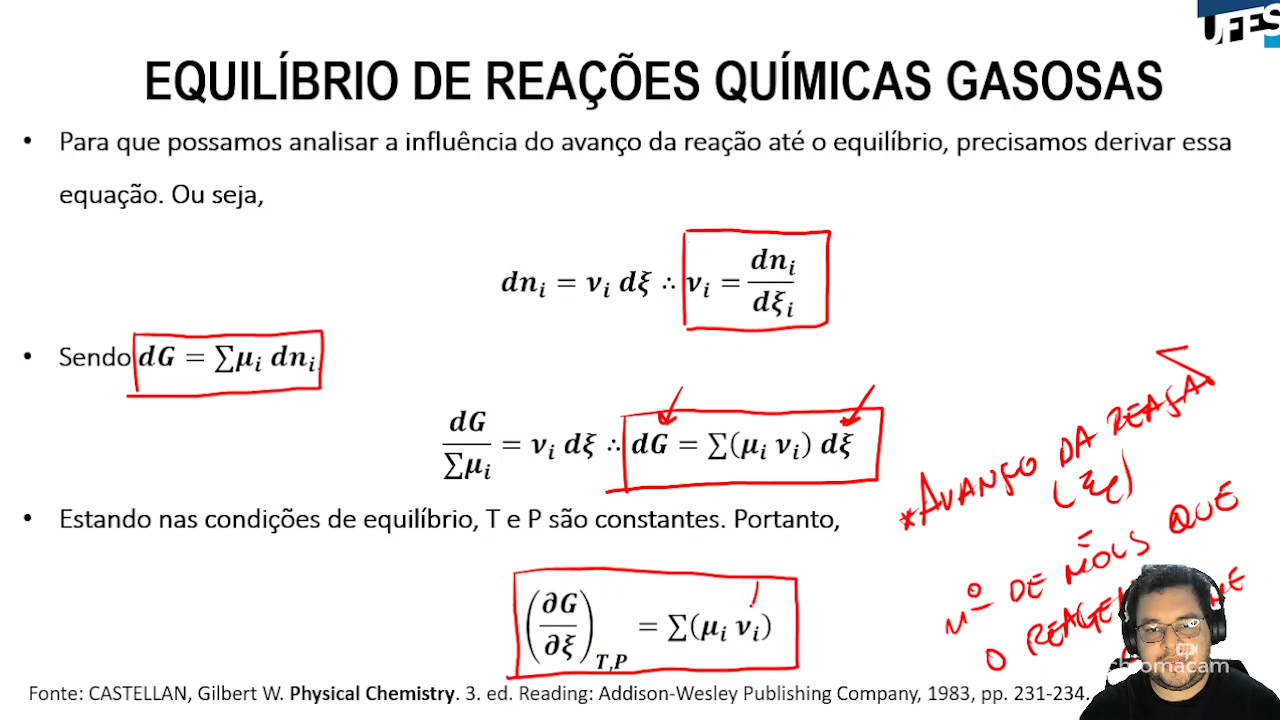 UFES
EQUILÍBRIO DE REAÇÕES QUÍMICAS GASOSAS
• Para que possamos analisar a influência do avanço da reação até o equilíbrio, precisamos derivar essa
equação. Ou seja,
dnᵢ = νᵢ dξ ∴ νᵢ = dnᵢ / dξᵢ
• Sendo dG = ∑μᵢ dnᵢ.
dG / ∑μᵢ = νᵢ dξ ∴ dG = ∑(μᵢ νᵢ) dξ
• Estando nas condições de equilíbrio, T e P são constantes. Portanto,
(∂G / ∂ξ)T,P = ∑(μᵢ νᵢ)
*AVANÇO DA REAÇÃO
(ξ)
=
Nº DE MOLS QUE
O REAGEN
Fonte: CASTELLAN, Gilbert W. Physical Chemistry. 3. ed. Reading: Addison-Wesley Publishing Company, 1983, pp. 231-234.
chromacam